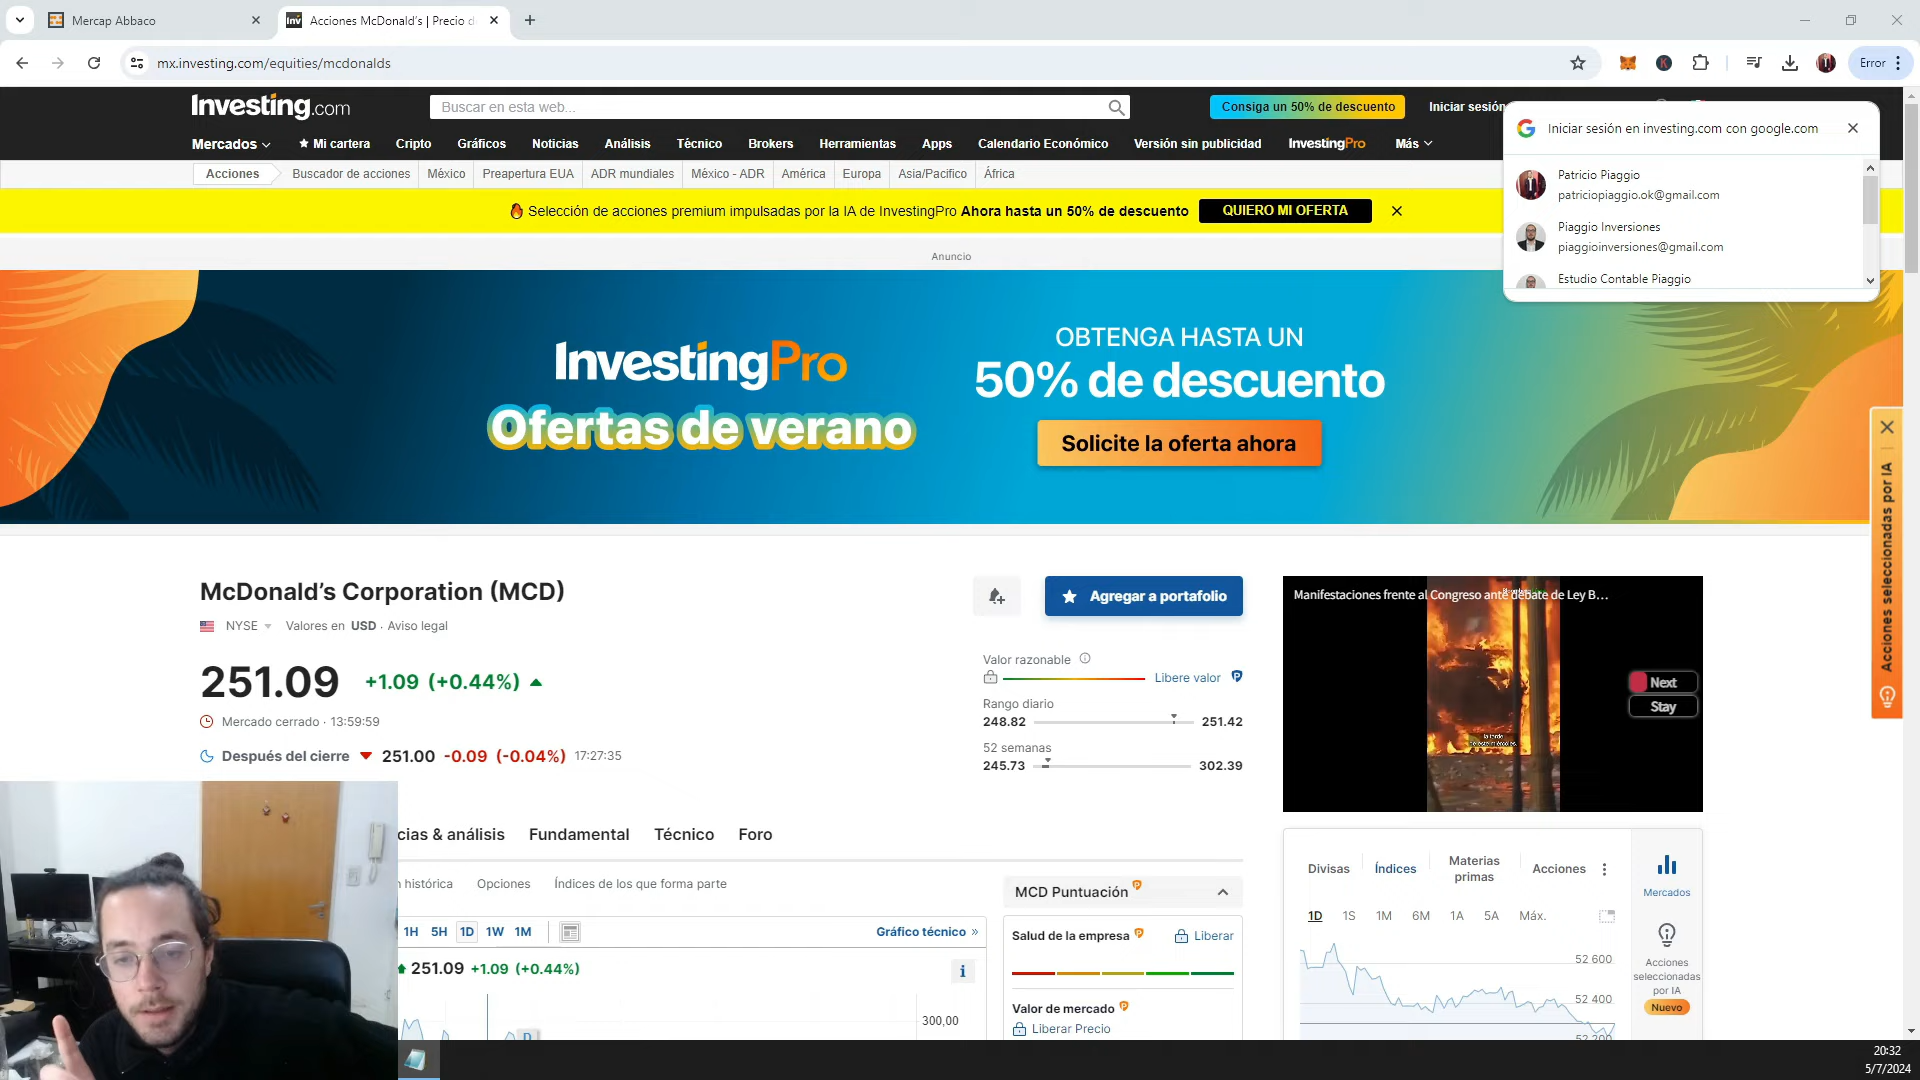 Mercap Abbaco
Acciones McDonald's | Precio d
mx.investing.com/equities/mcdonalds
Error
Investing.com
Buscar en esta web...
Consiga un 50% de descuento
Iniciar sesión
Mercados
Mi cartera
Cripto
Gráficos
Noticias
Análisis
Técnico
Brokers
Herramientas
Apps
Calendario Económico
Versión sin publicidad
InvestingPro
Más
Acciones
Buscador de acciones
México
Preapertura EUA
ADR mundiales
México - ADR
América
Europa
Asia/Pacifico
África
Iniciar sesión en investing.com con google.com
Patricio Piaggio
patriciopiaggio.ok@gmail.com
Piaggio Inversiones
piaggioinversiones@gmail.com
Estudio Contable Piaggio
Selección de acciones premium impulsadas por la IA de InvestingPro Ahora hasta un 50% de descuento
QUIERO MI OFERTA
Anuncio
InvestingPro
Ofertas de verano
OBTENGA HASTA UN
50% de descuento
Solicite la oferta ahora
Acciones seleccionadas por IA
McDonald's Corporation (MCD)
NYSE
Valores en USD · Aviso legal
251.09
+1.09 (+0.44%)
Mercado cerrado · 13:59:59
Después del cierre
251.00
-0.09 (-0.04%)
17:27:35
Agregar a portafolio
Valor razonable
Libere valor
Rango diario
248.82
251.42
52 semanas
245.73
302.39
Manifestaciones frente al Congreso ante debate de Ley B...
la tarde
de este miércoles.
Next
Stay
cias & análisis
Fundamental
Técnico
Foro
n histórica
Opciones
Índices de los que forma parte
1H
5H
1D
1W
1M
Gráfico técnico »
251.09 +1.09 (+0.44%)
i
300,00
D
MCD Puntuación
Salud de la empresa
Liberar
Valor de mercado
Liberar Precio
Divisas
Índices
Materias
primas
Acciones
1D
1S
1M
6M
1A
5A
Máx.
52 600
52 400
52 200
Mercados
Acciones
seleccionadas
por IA
Nuevo
20:32
5/7/2024